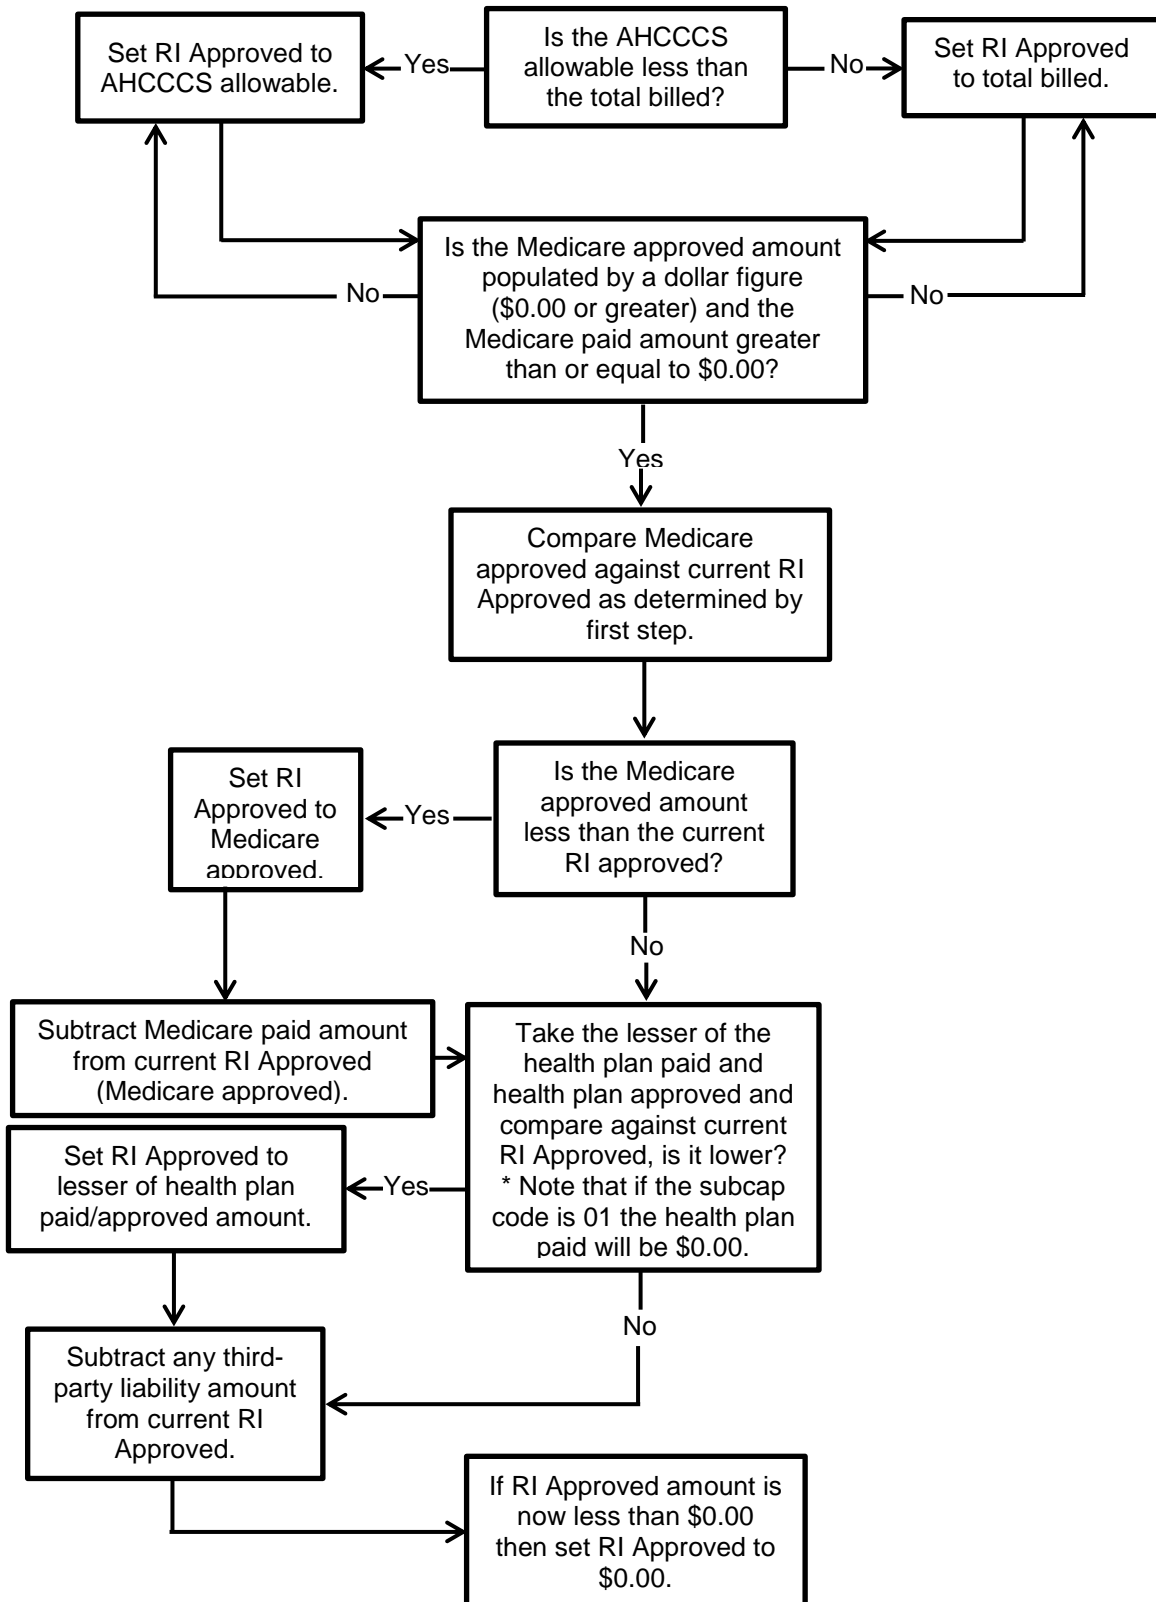 Set RI Approved to
AHCCCS allowable.
Yes
Is the AHCCCS
allowable less than
the total billed?
No
Set RI Approved
to total billed.
Is the Medicare approved amount
populated by a dollar figure
($0.00 or greater) and the
Medicare paid amount greater
than or equal to $0.00?
No
No
Yes
Compare Medicare
approved against current RI
Approved as determined by
first step.
Is the Medicare
approved amount
less than the current
RI approved?
Yes
Set RI
Approved to
Medicare
approved.
No
Subtract Medicare paid amount
from current RI Approved
(Medicare approved).
Take the lesser of the
health plan paid and
health plan approved and
compare against current
RI Approved, is it lower?
* Note that if the subcap
code is 01 the health plan
paid will be $0.00.
Yes
Set RI Approved to
lesser of health plan
paid/approved amount.
No
Subtract any third-
party liability amount
from current RI
Approved.
If RI Approved amount is
now less than $0.00
then set RI Approved to
$0.00.